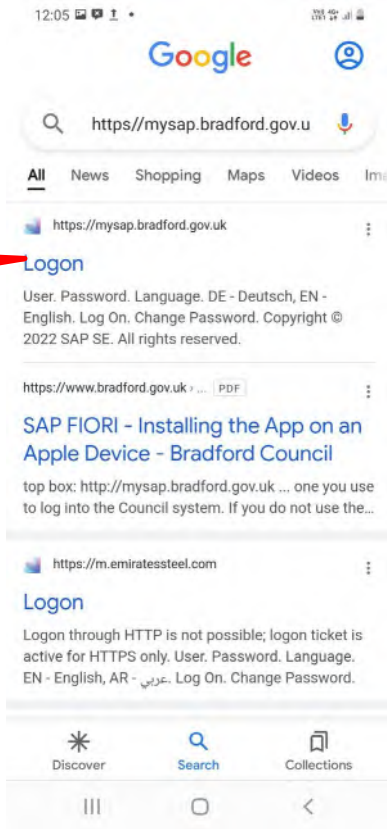 12:05
Google
https//mysap.bradford.gov.u
All News Shopping Maps Videos Im
https://mysap.bradford.gov.uk
Logon
User. Password. Language. DE - Deutsch, EN -
English. Log On. Change Password. Copyright ©
2022 SAP SE. All rights reserved.
https://www.bradford.gov.uk › ... PDF
SAP FIORI - Installing the App on an
Apple Device - Bradford Council
top box: http://mysap.bradford.gov.uk ... one you use
to log into the Council system. If you do not use the...
https://m.emiratessteel.com
Logon
Logon through HTTP is not possible; logon ticket is
active for HTTPS only. User. Password. Language.
EN - English, AR - عربي. Log On. Change Password.
Discover Search Collections